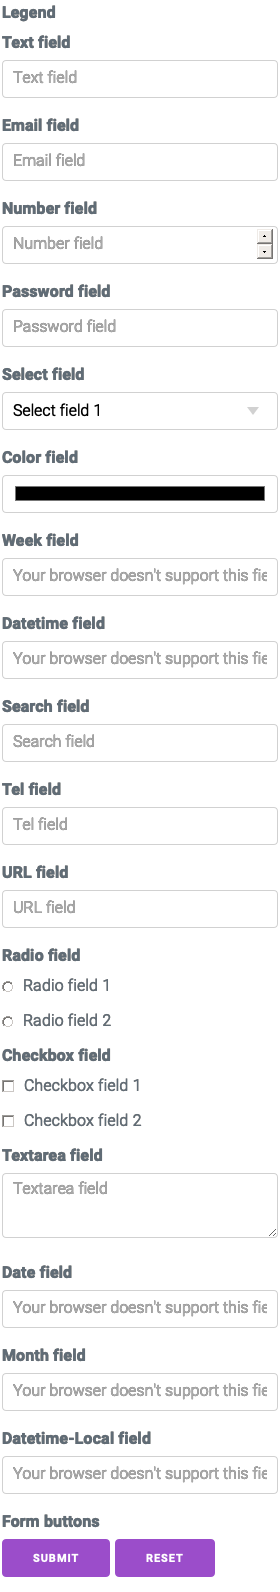 Legend
Text field
Text field
Email field
Email field
Number field
Number field
Password field
Password field
Select field
Select field 1
Color field
Week field
Your browser doesn't support this fie
Datetime field
Your browser doesn't support this fie
Search field
Search field
Tel field
Tel field
URL field
URL field
Radio field
Radio field 1
Radio field 2
Checkbox field
Checkbox field 1
Checkbox field 2
Textarea field
Textarea field
Date field
Your browser doesn't support this fie
Month field
Your browser doesn't support this fie
Datetime-Local field
Your browser doesn't support this fie
Form buttons
SUBMIT RESET